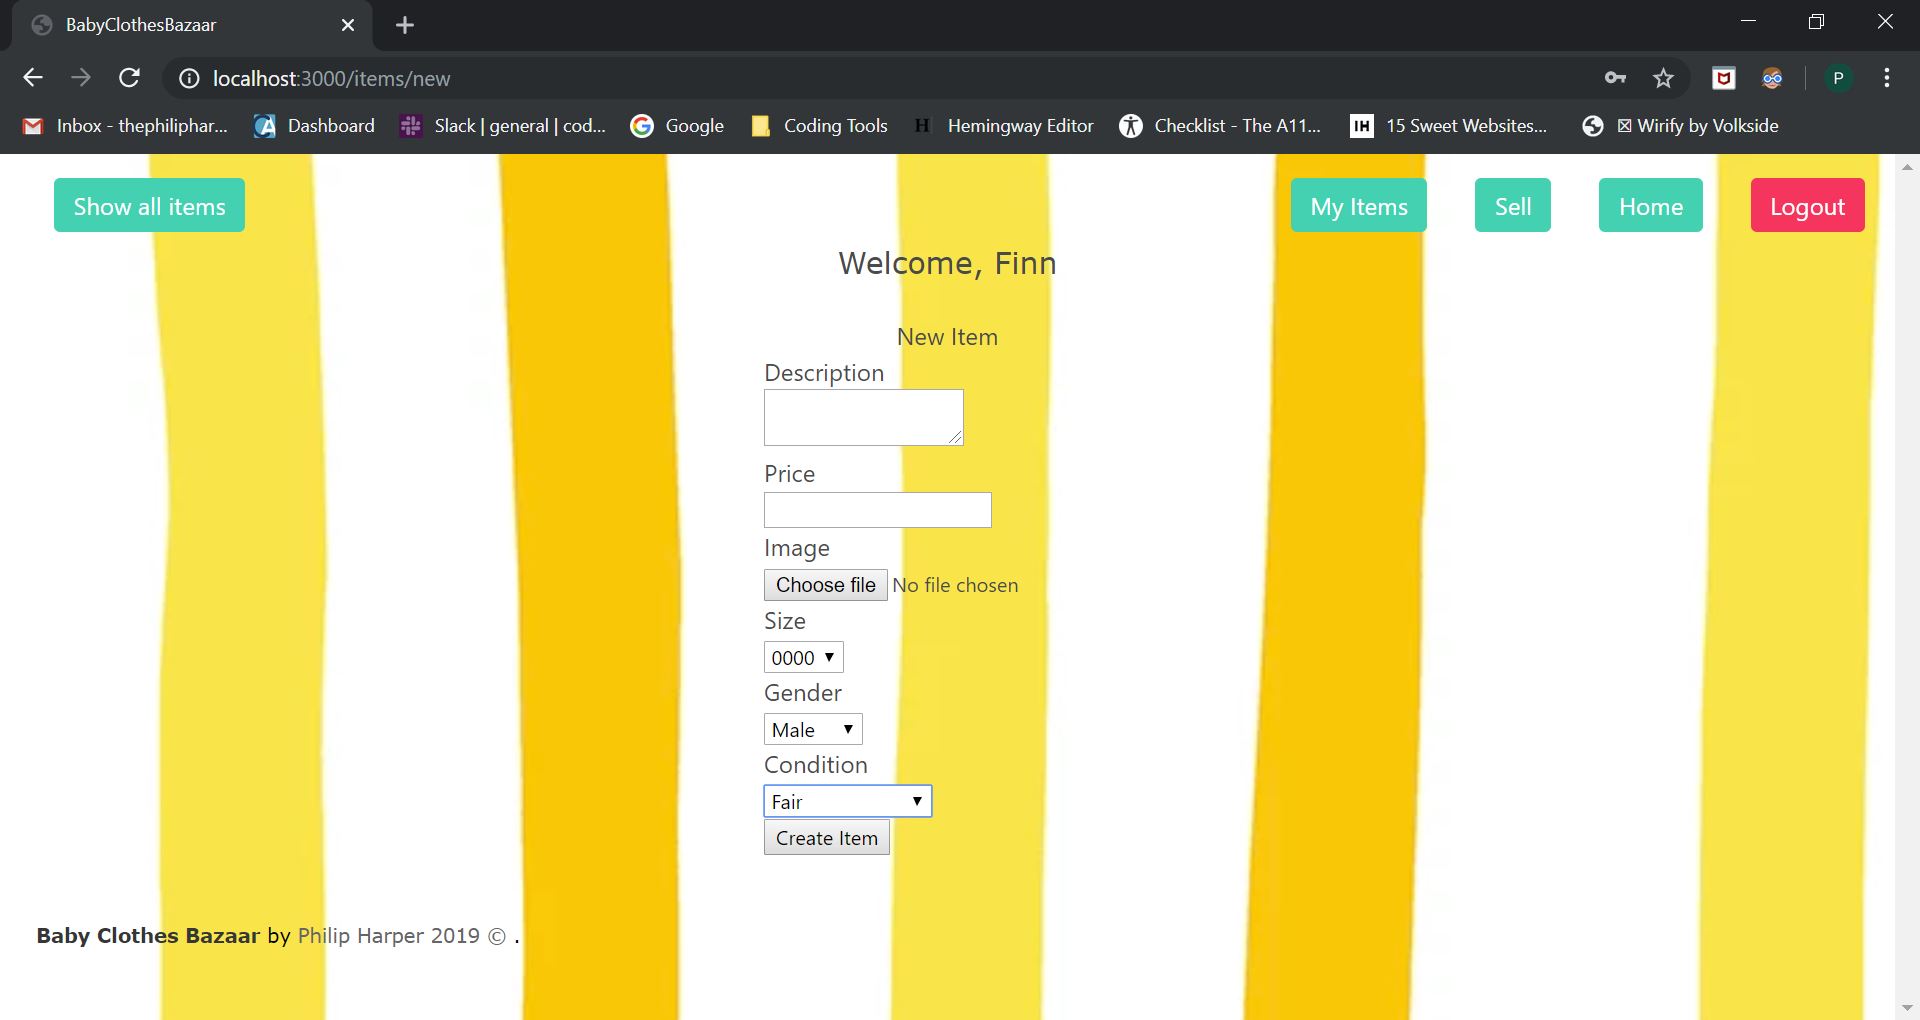 BabyClothesBazaar
localhost:3000/items/new
P
Inbox - thephiliphar... Dashboard Slack | general | cod... Google Coding Tools H Hemingway Editor Checklist - The A11... IH 15 Sweet Websites... ☒ Wirify by Volkside
Show all items My Items Sell Home Logout
Welcome, Finn
New Item
Description
Price
Image
Choose file No file chosen
Size
0000
Gender
Male
Condition
Fair
Create Item
Baby Clothes Bazaar by Philip Harper 2019 © .